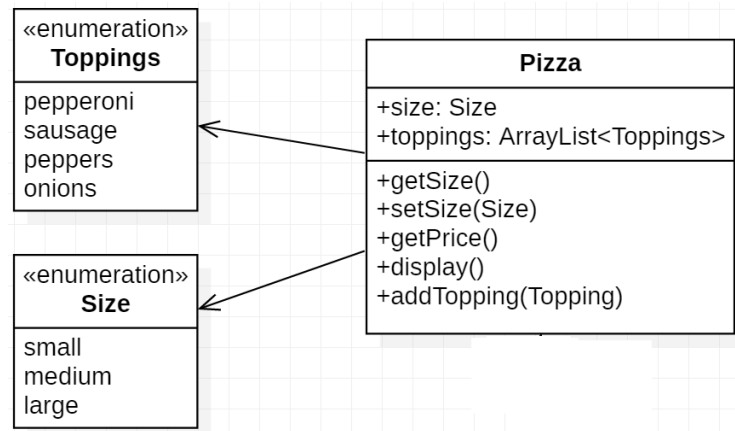 «enumeration»
Toppings
pepperoni
sausage
peppers
onions
«enumeration»
Size
small
medium
large
Pizza
+size: Size
+toppings: ArrayList<Toppings>
+getSize()
+setSize(Size)
+getPrice()
+display()
+addTopping(Topping)